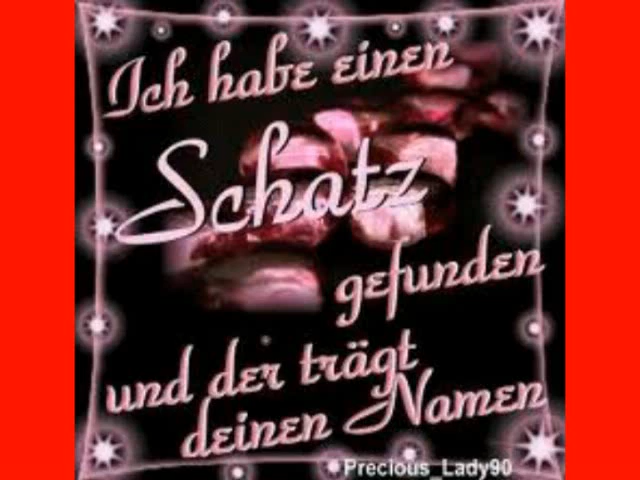 Ich habe einen
Schatz
gefunden
und der trägt
deinen Namen
Precious_Lady90